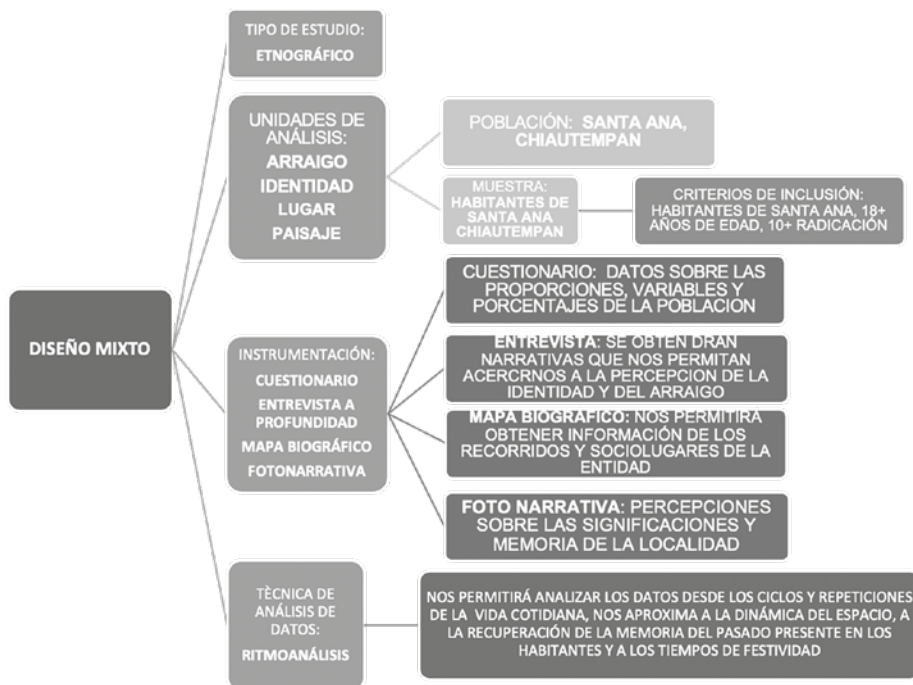 TIPO DE ESTUDIO:
ETNOGRÁFICO
UNIDADES DE
ANÁLISIS:
ARRAIGO
IDENTIDAD
LUGAR
PAISAJE
POBLACIÓN: SANTA ANA,
CHIAUTEMPAN
MUESTRA:
HABITANTES DE
SANTA ANA
CHIAUTEMPAN
CRITERIOS DE INCLUSIÓN:
HABITANTES DE SANTA ANA, 18+
AÑOS DE EDAD, 10+ RADICACIÓN
DISEÑO MIXTO
INSTRUMENTACIÓN:
CUESTIONARIO
ENTREVISTA A
PROFUNDIDAD
MAPA BIOGRÁFICO
FOTONARRATIVA
CUESTIONARIO: DATOS SOBRE LAS
PROPORCIONES, VARIABLES Y
PORCENTAJES DE LA POBLACION
ENTREVISTA: SE OBTEN DRAN
NARRATIVAS QUE NOS PERMITAN
ACERCRNOS A LA PERCEPCION DE LA
IDENTIDAD Y DEL ARRAIGO
MAPA BIOGRAFICO: NOS PERMITIRÁ
OBTENER INFORMACIÓN DE LOS
RECORRIDOS Y SOCIOLUGARES DE LA
ENTIDAD
FOTO NARRATIVA: PERCEPCIONES
SOBRE LAS SIGNIFICACIONES Y
MEMORIA DE LA LOCALIDAD
TÈCNICA DE
ANÁLISIS DE
DATOS:
RITMOANÁLISIS
NOS PERMITIRÁ ANALIZAR LOS DATOS DESDE LOS CICLOS Y REPETICIONES
DE LA VIDA COTIDIANA, NOS APROXIMA A LA DINÁMICA DEL ESPACIO, A
LA RECUPERACIÓN DE LA MEMORIA DEL PASADO PRESENTE EN LOS
HABITANTES Y A LOS TIEMPOS DE FESTIVIDAD